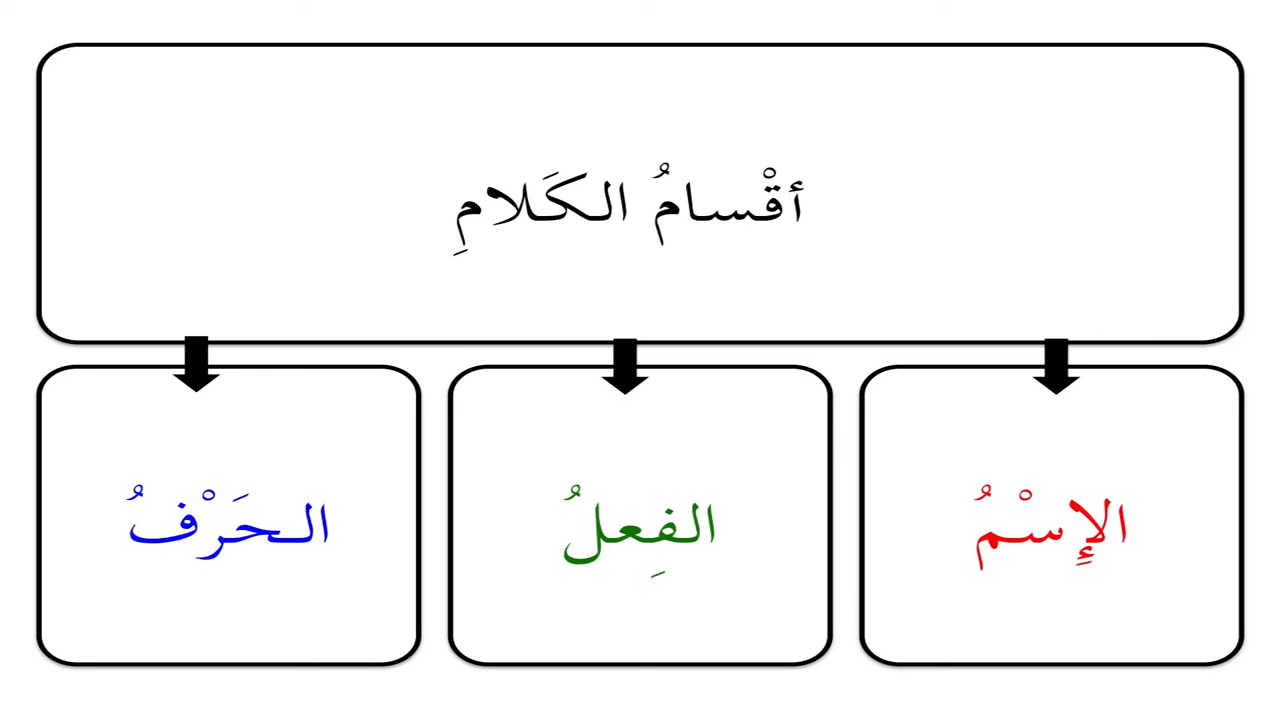 أقْسامُ الكَلامِ
الإِسْمُ
الفِعلُ
الحَرْفُ